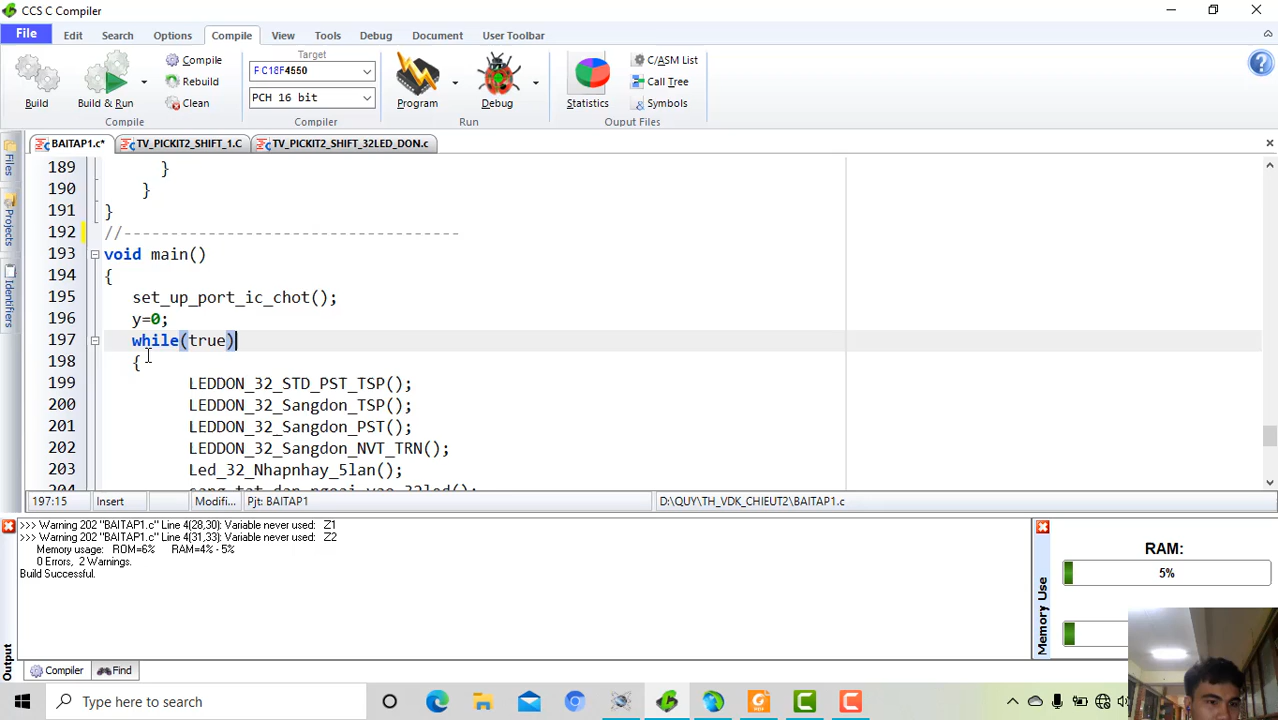 CCS C Compiler
File Edit Search Options Compile View Tools Debug Document User Toolbar
Build
Build & Run
Compile
Rebuild
Clean
Compile
Target
FC18F4550
PCH 16 bit
Compiler
Program
Debug
Run
Statistics
C/ASM List
Call Tree
Symbols
Ouput Files
Files
Projects
Identifiers
BAITAP1.c* TV_PICKIT2_SHIFT_1.C TV_PICKIT2_SHIFT_32LED_DON.c
189 }
190 }
191 }
192 //------------------------------------
193 void main()
194 {
195 set_up_port_ic_chot();
196 y=0;
197 while(true)
198 {
199 LEDDON_32_STD_PST_TSP();
200 LEDDON_32_Sangdon_TSP();
201 LEDDON_32_Sangdon_PST();
202 LEDDON_32_Sangdon_NVT_TRN();
203 Led_32_Nhapnhay_5lan();
204 sang_tat_dan_ngoai_vao_32led();
197:15 Insert Modifi... Pjt: BAITAP1 D:\QUY\TH_VDK_CHIEUT2\BAITAP1.c
>>> Warning 202 "BAITAP1.c" Line 4(28,30): Variable never used: Z1
>>> Warning 202 "BAITAP1.c" Line 4(31,33): Variable never used: Z2
Memory usage: ROM=6% RAM=4% - 5%
0 Errors, 2 Warnings.
Build Successful.
Output
Compiler Find
Memory Use
RAM:
5%
Type here to search